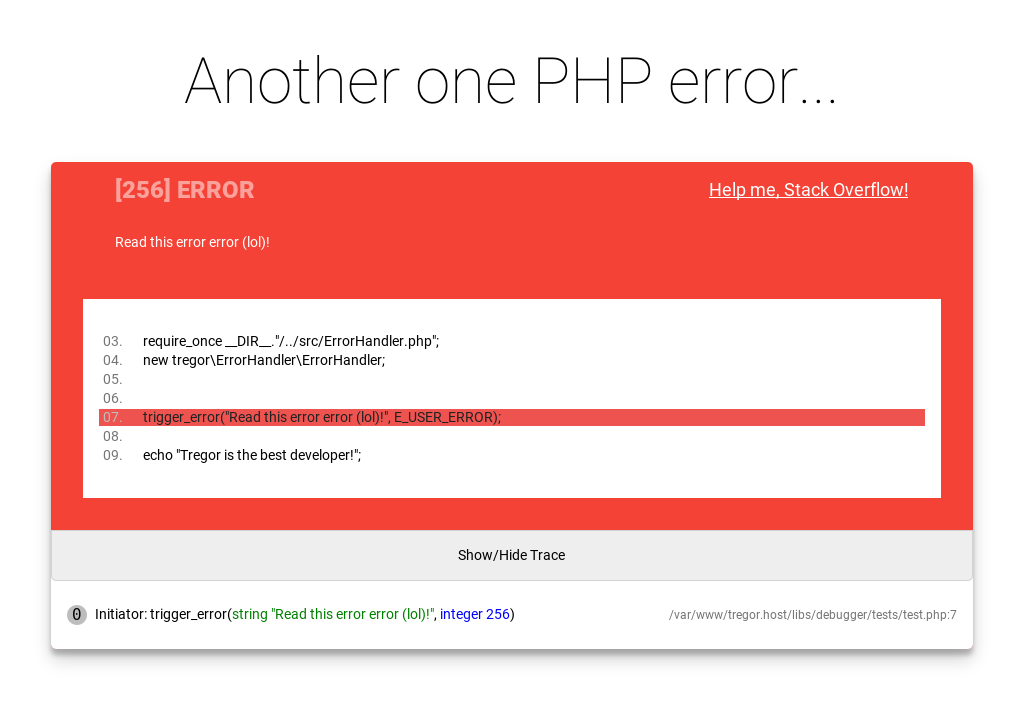 Another one PHP error...
[256] ERROR
Help me, Stack Overflow!
Read this error error (lol)!
03. require_once __DIR__."/../src/ErrorHandler.php";
04. new tregor\ErrorHandler\ErrorHandler;
05.
06.
07. trigger_error("Read this error error (lol)!", E_USER_ERROR);
08.
09. echo "Tregor is the best developer!";
Show/Hide Trace
0 Initiator: trigger_error(string "Read this error error (lol)!", integer 256) /var/www/tregor.host/libs/debugger/tests/test.php:7